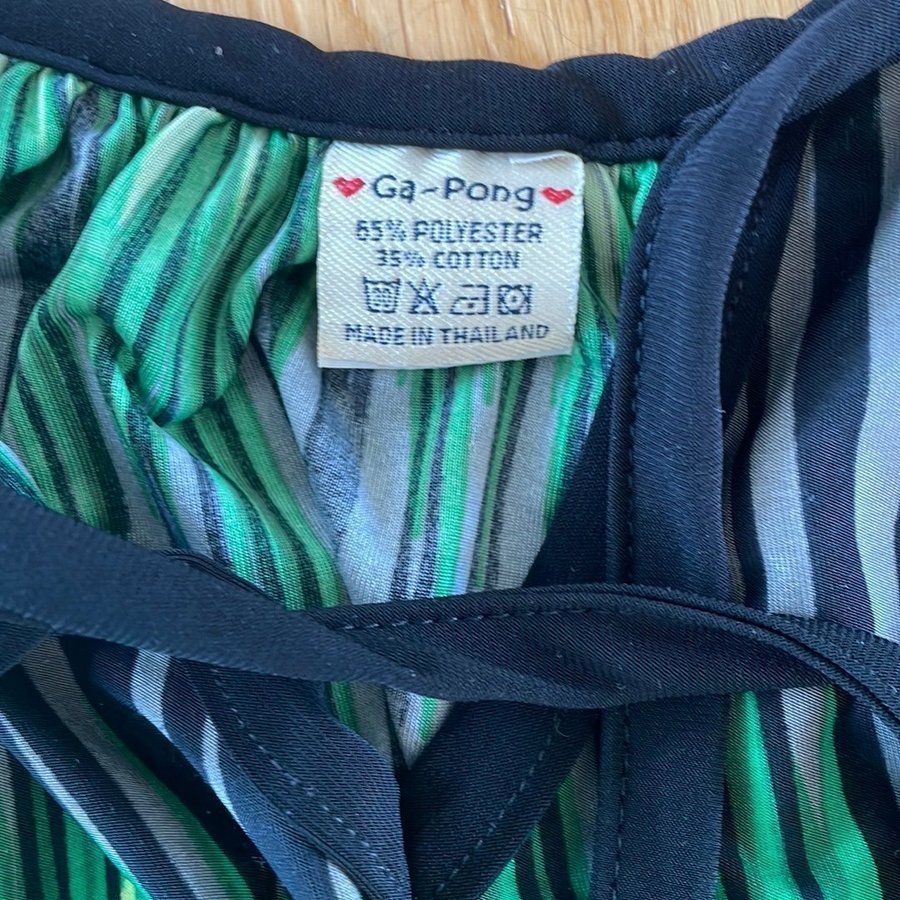 Ga-Pong
65% POLYESTER
35% COTTON
MADE IN THAILAND